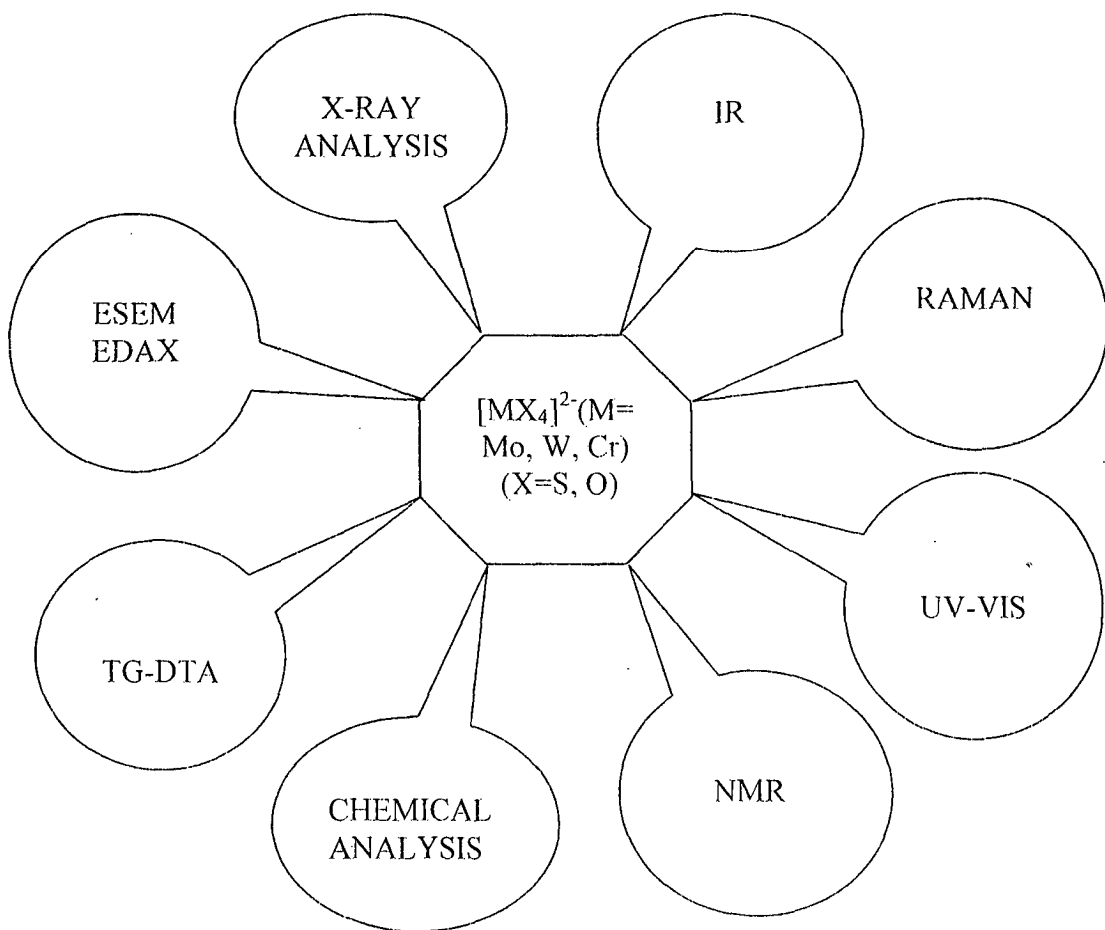 X-RAY
ANALYSIS
IR
ESEM
EDAX
RAMAN
[MX₄]²⁻(M=
Mo, W, Cr)
(X=S, O)
TG-DTA
UV-VIS
CHEMICAL
ANALYSIS
NMR